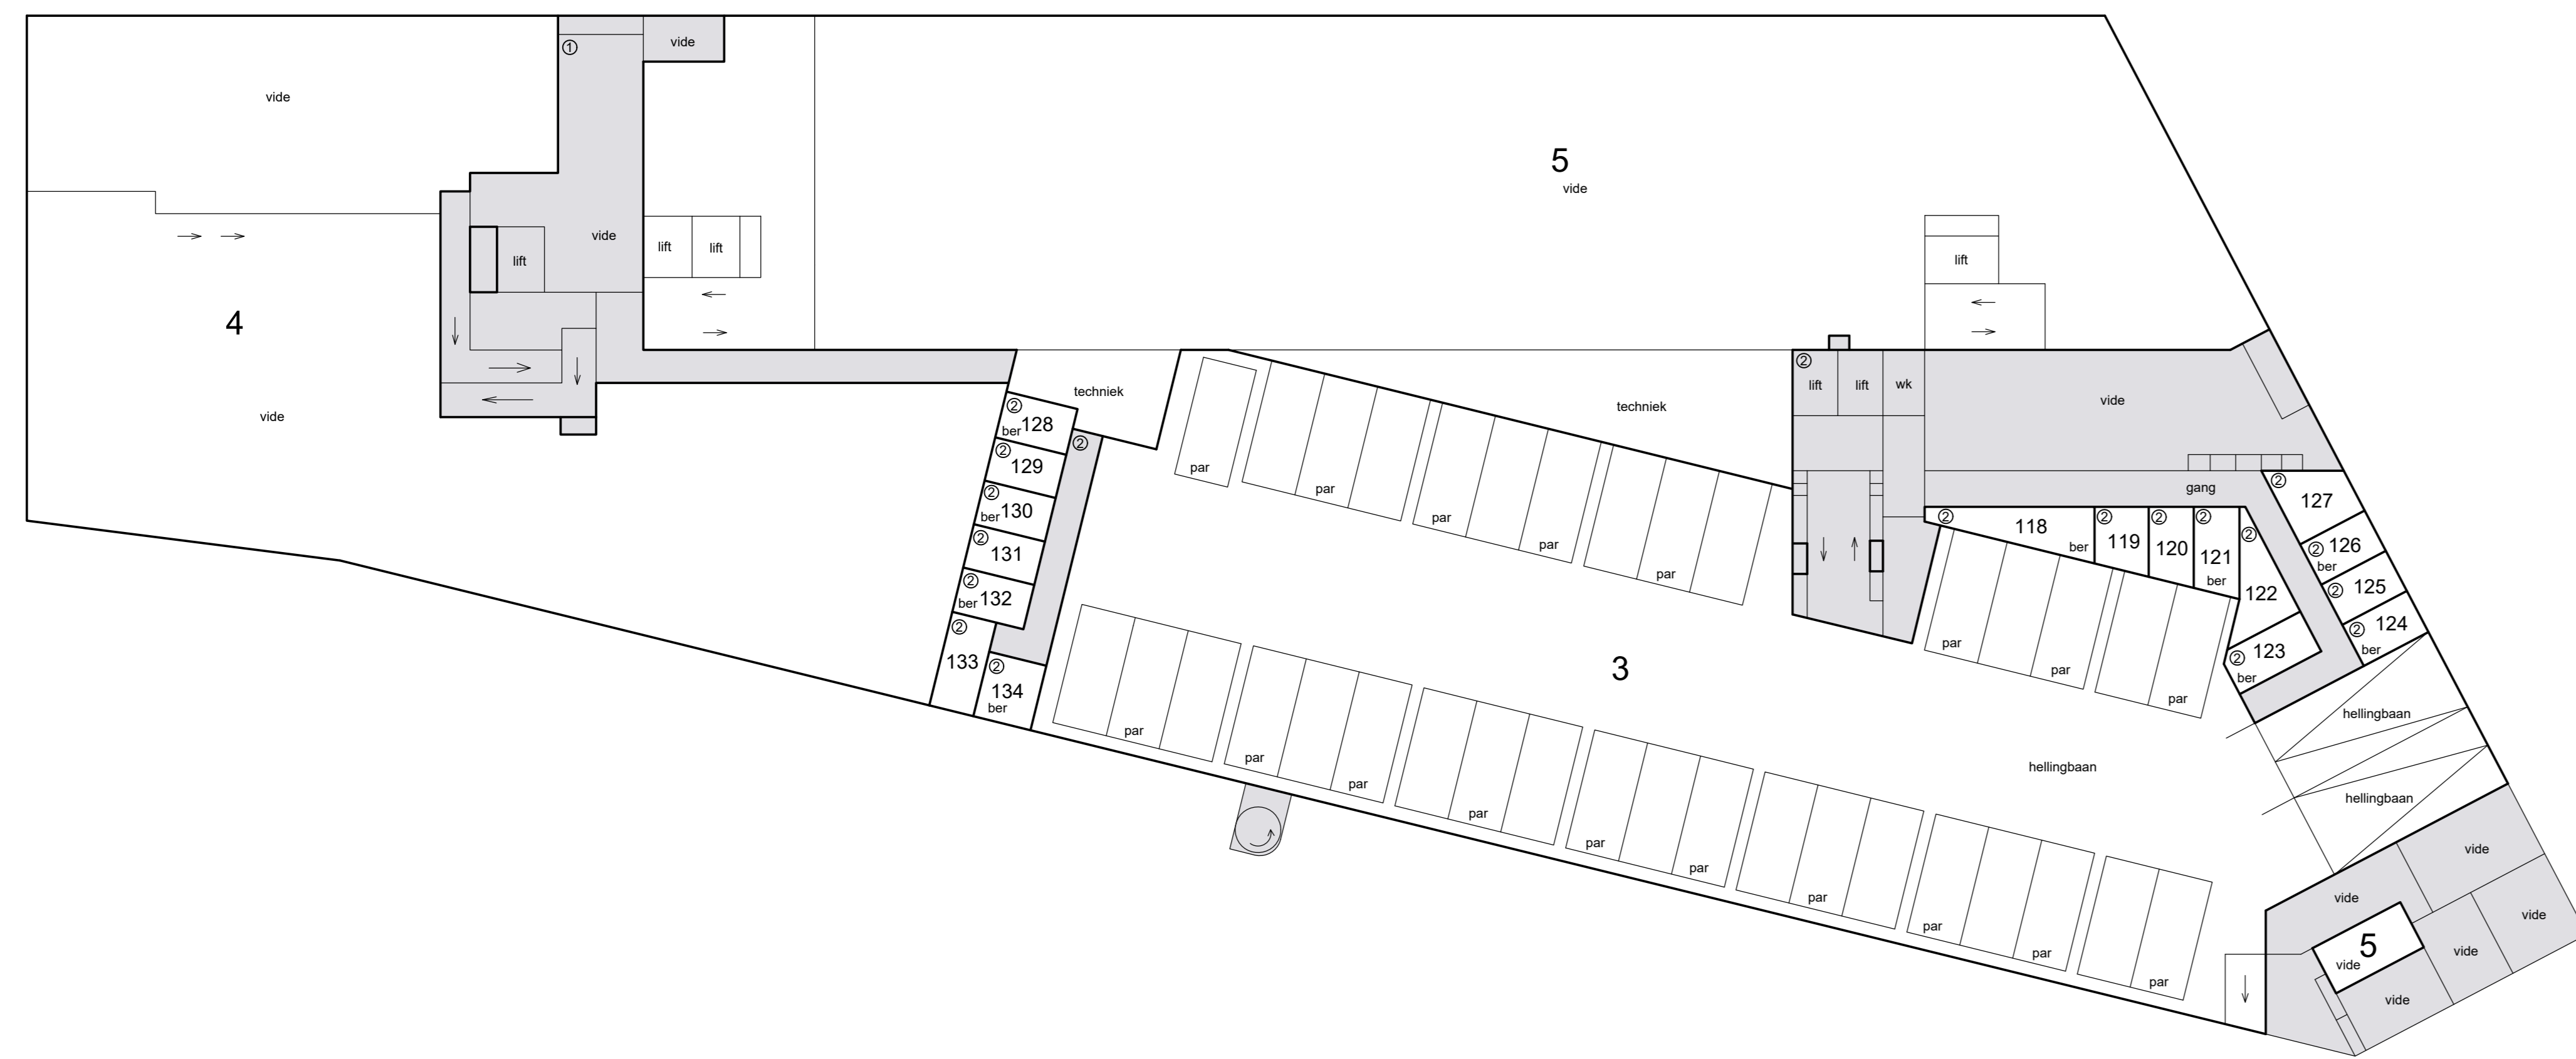 vide
①
vide
vide
lift
4
vide
lift
lift
5
vide
lift
techniek
② 128
ber
② 129
② 130
ber
② 131
② 132
ber
② 133
② 134
ber
②
par
par
par
par
par
techniek
②
lift
lift
wk
vide
gang
② 118
ber
② 119
② 120
② 121
ber
② 122
② 123
ber
② 127
② 126
ber
② 125
② 124
ber
par
par
par
3
par
par
par
par
par
par
par
par
par
par
hellingbaan
hellingbaan
hellingbaan
vide
vide
vide
5
vide
vide
vide